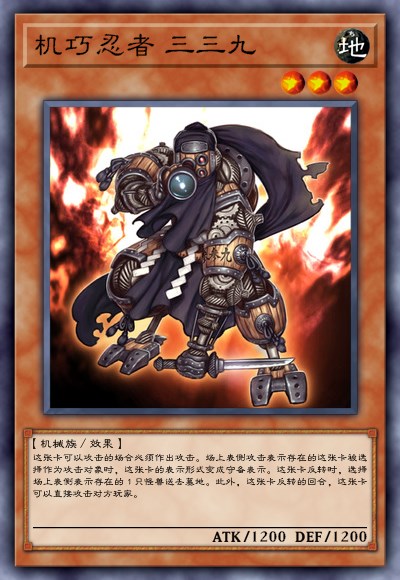 机巧忍者 三三九
地
叁九
【机械族/效果】
这张卡可以攻击的场合必须作出攻击。场上表侧攻击表示存在的这张卡被选
择作为攻击对象时，这张卡的表示形式变成守备表示。这张卡反转时，选择
场上表侧表示存在的1只怪兽送去墓地。此外，这张卡反转的回合，这张卡
可以直接攻击对方玩家。
ATK/1200 DEF/1200